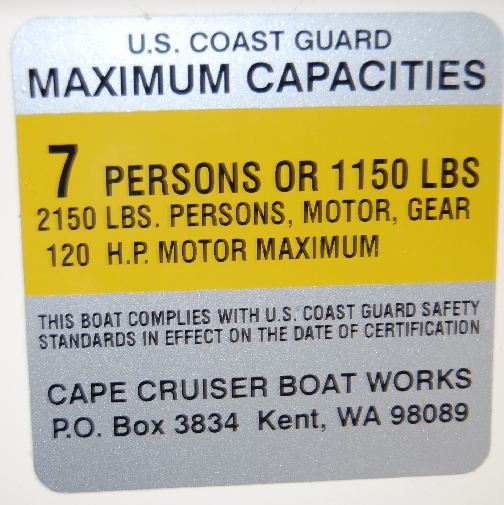 U.S. COAST GUARD
MAXIMUM CAPACITIES
7 PERSONS OR 1150 LBS
2150 LBS. PERSONS, MOTOR, GEAR
120 H.P. MOTOR MAXIMUM
THIS BOAT COMPLIES WITH U.S. COAST GUARD SAFETY
STANDARDS IN EFFECT ON THE DATE OF CERTIFICATION
CAPE CRUISER BOAT WORKS
P.O. Box 3834 Kent, WA 98089